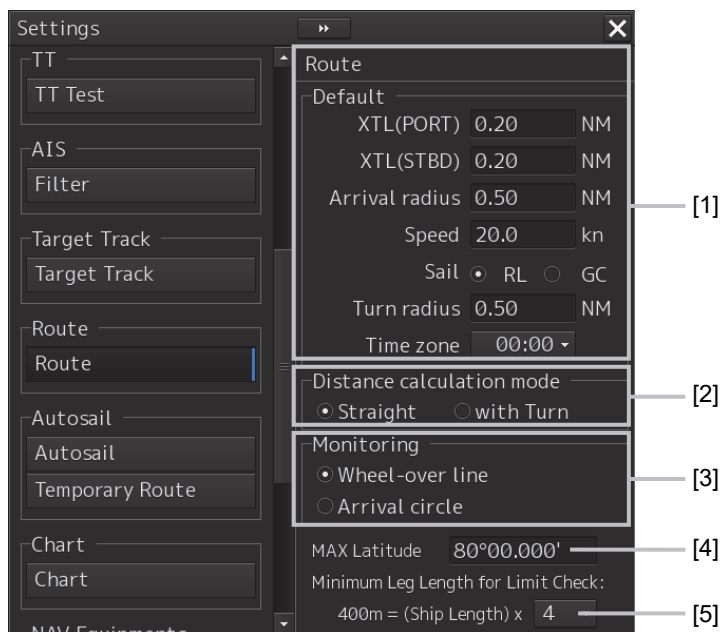 Settings
TT
TT Test
AIS
Filter
Target Track
Target Track
Route
Route
Autosail
Autosail
Temporary Route
Chart
Chart
NAV Equipments
Route
Default
XTL(PORT) 0.20 NM
XTL(STBD) 0.20 NM
Arrival radius 0.50 NM
Speed 20.0 kn
Sail RL GC
Turn radius 0.50 NM
Time zone 00:00
[1]
Distance calculation mode
Straight with Turn
[2]
Monitoring
Wheel-over line
Arrival circle
[3]
MAX Latitude 80°00.000'
[4]
Minimum Leg Length for Limit Check:
400m = (Ship Length) x 4
[5]